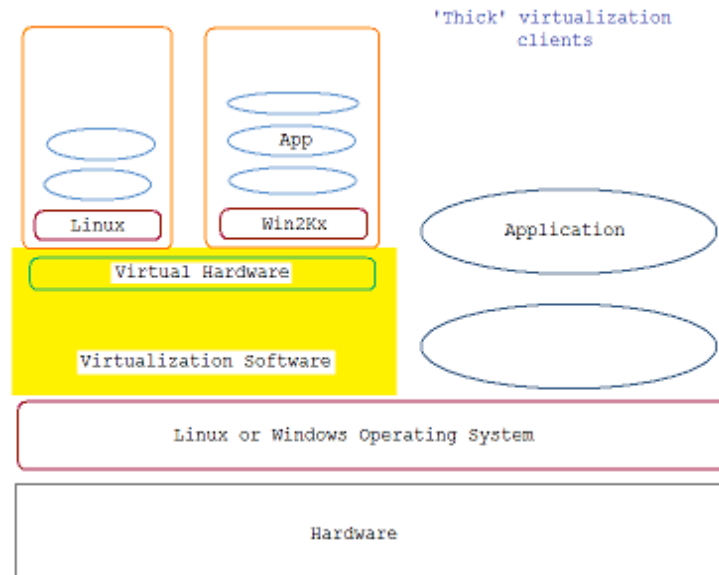 'Thick' virtualization
clients
App
Linux
Win2Kx
Application
Virtual Hardware
Virtualization Software
Linux or Windows Operating System
Hardware